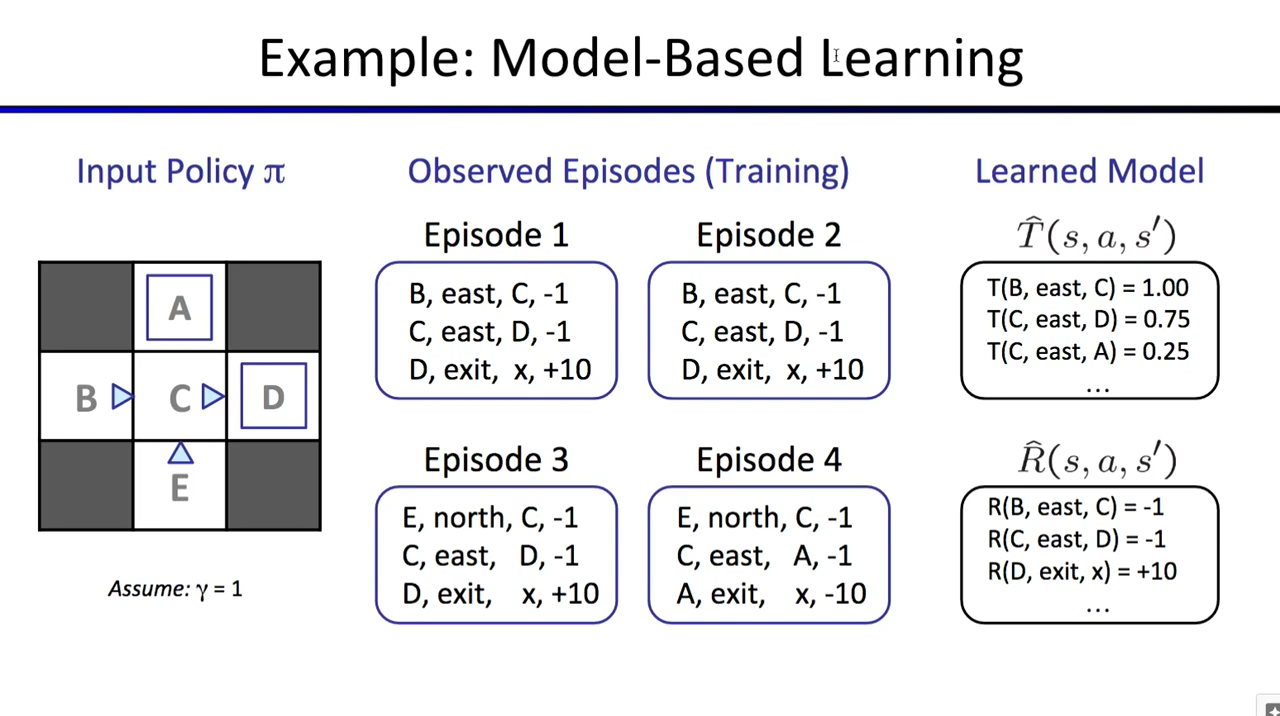 Example: Model-Based Learning
Input Policy π
A
B
C
D
E
Assume: γ = 1
Observed Episodes (Training)
Episode 1
B, east, C, -1
C, east, D, -1
D, exit, x, +10
Episode 2
B, east, C, -1
C, east, D, -1
D, exit, x, +10
Episode 3
E, north, C, -1
C, east, D, -1
D, exit, x, +10
Episode 4
E, north, C, -1
C, east, A, -1
A, exit, x, -10
Learned Model
T̂(s, a, s′)
T(B, east, C) = 1.00
T(C, east, D) = 0.75
T(C, east, A) = 0.25
…
R̂(s, a, s′)
R(B, east, C) = -1
R(C, east, D) = -1
R(D, exit, x) = +10
…